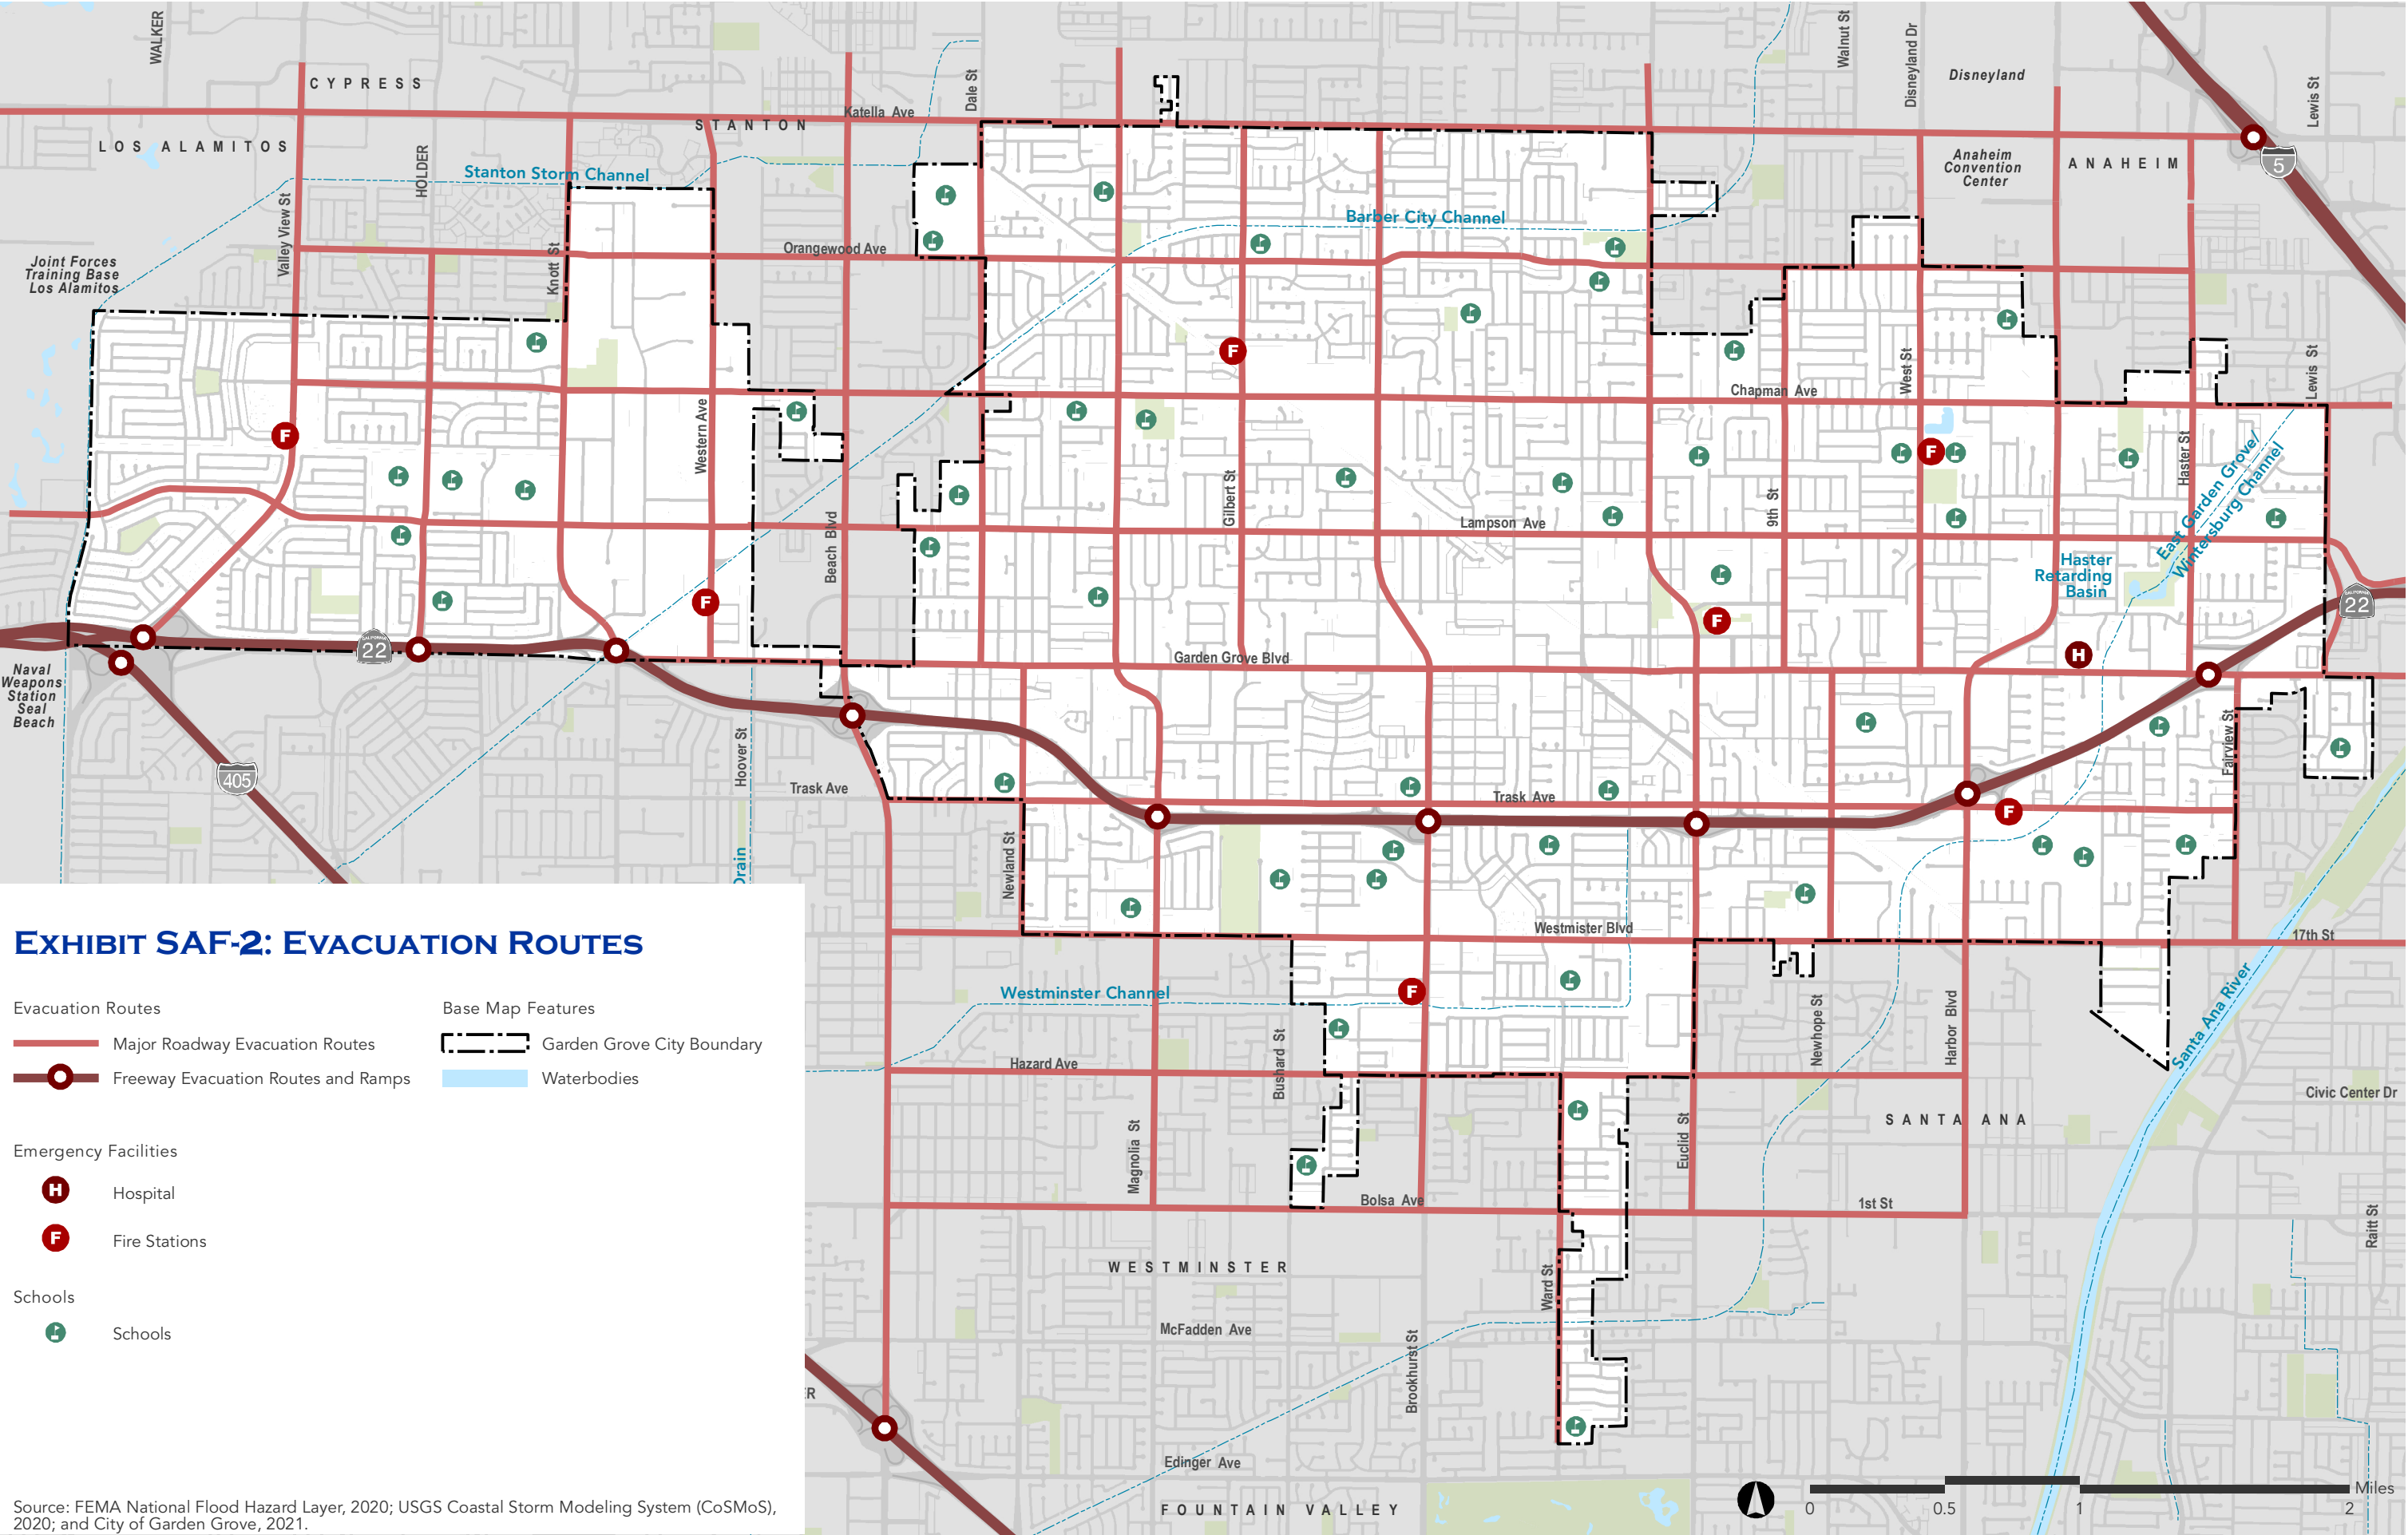 WALKER
CYPRESS
Katella Ave
Dale St
Walnut St
Disneyland Dr
Disneyland
Lewis St
STANTON
LOS ALAMITOS
HOLDER
Stanton Storm Channel
Anaheim
Convention
Center
ANAHEIM
5
Valley View St
Knott St
Orangewood Ave
Barber City Channel
Joint Forces
Training Base
Los Alamitos
F
West St
Chapman Ave
Lewis St
F
Western Ave
Beach Blvd
Gilbert St
Lampson Ave
9th St
F
Haster St
East Garden Grove/
Wintersburg Channel
Haster
Retarding
Basin
F
F
22
22
H
Garden Grove Blvd
Naval
Weapons
Station
Seal
Beach
405
Hoover St
Trask Ave
Trask Ave
Fairview St
F
Drain
Newland St
Westmister Blvd
17th St
Westminster Channel
F
Santa Ana River
Hazard Ave
Bushard St
Newhope St
Harbor Blvd
Civic Center Dr
SANTA ANA
Magnolia St
Euclid St
Bolsa Ave
1st St
Raitt St
WESTMINSTER
Ward St
McFadden Ave
Brookhurst St
ER
Edinger Ave
FOUNTAIN VALLEY
Exhibit SAF-2: Evacuation Routes
Evacuation Routes
Major Roadway Evacuation Routes
Freeway Evacuation Routes and Ramps
Base Map Features
Garden Grove City Boundary
Waterbodies
Emergency Facilities
H Hospital
F Fire Stations
Schools
Schools
Source: FEMA National Flood Hazard Layer, 2020; USGS Coastal Storm Modeling System (CoSMoS),
2020; and City of Garden Grove, 2021.
0 0.5 1 2 Miles